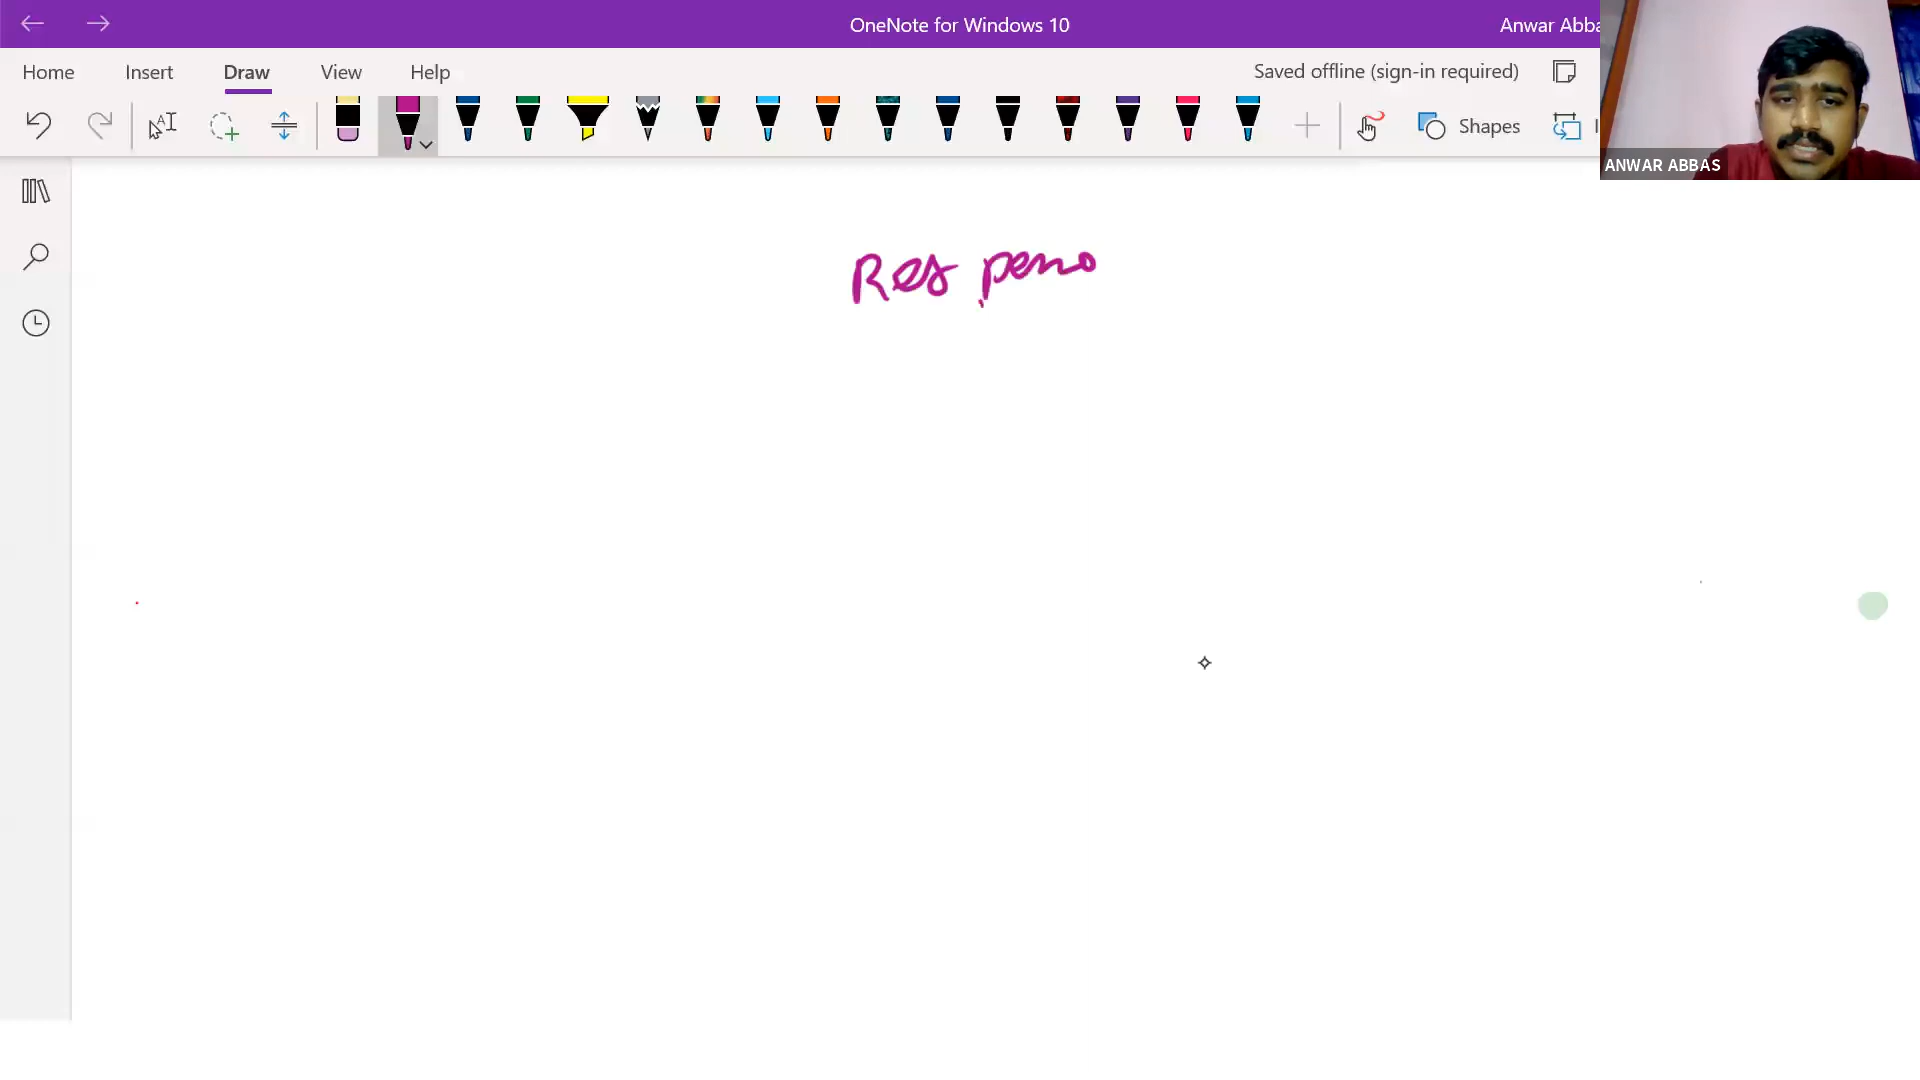 OneNote for Windows 10
Anwar Abba
Home Insert Draw View Help
Saved offline (sign-in required)
Shapes
ANWAR ABBAS
Res